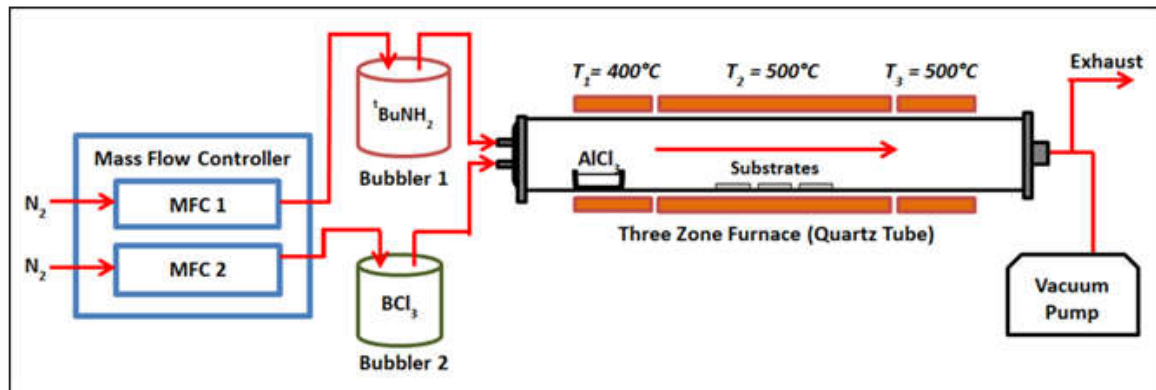 Mass Flow Controller
N₂
MFC 1
N₂
MFC 2
ᵗBuNH₂
Bubbler 1
BCl₃
Bubbler 2
T₁= 400°C
T₂= 500°C
T₃= 500°C
AlCl₃
Substrates
Three Zone Furnace (Quartz Tube)
Exhaust
Vacuum
Pump